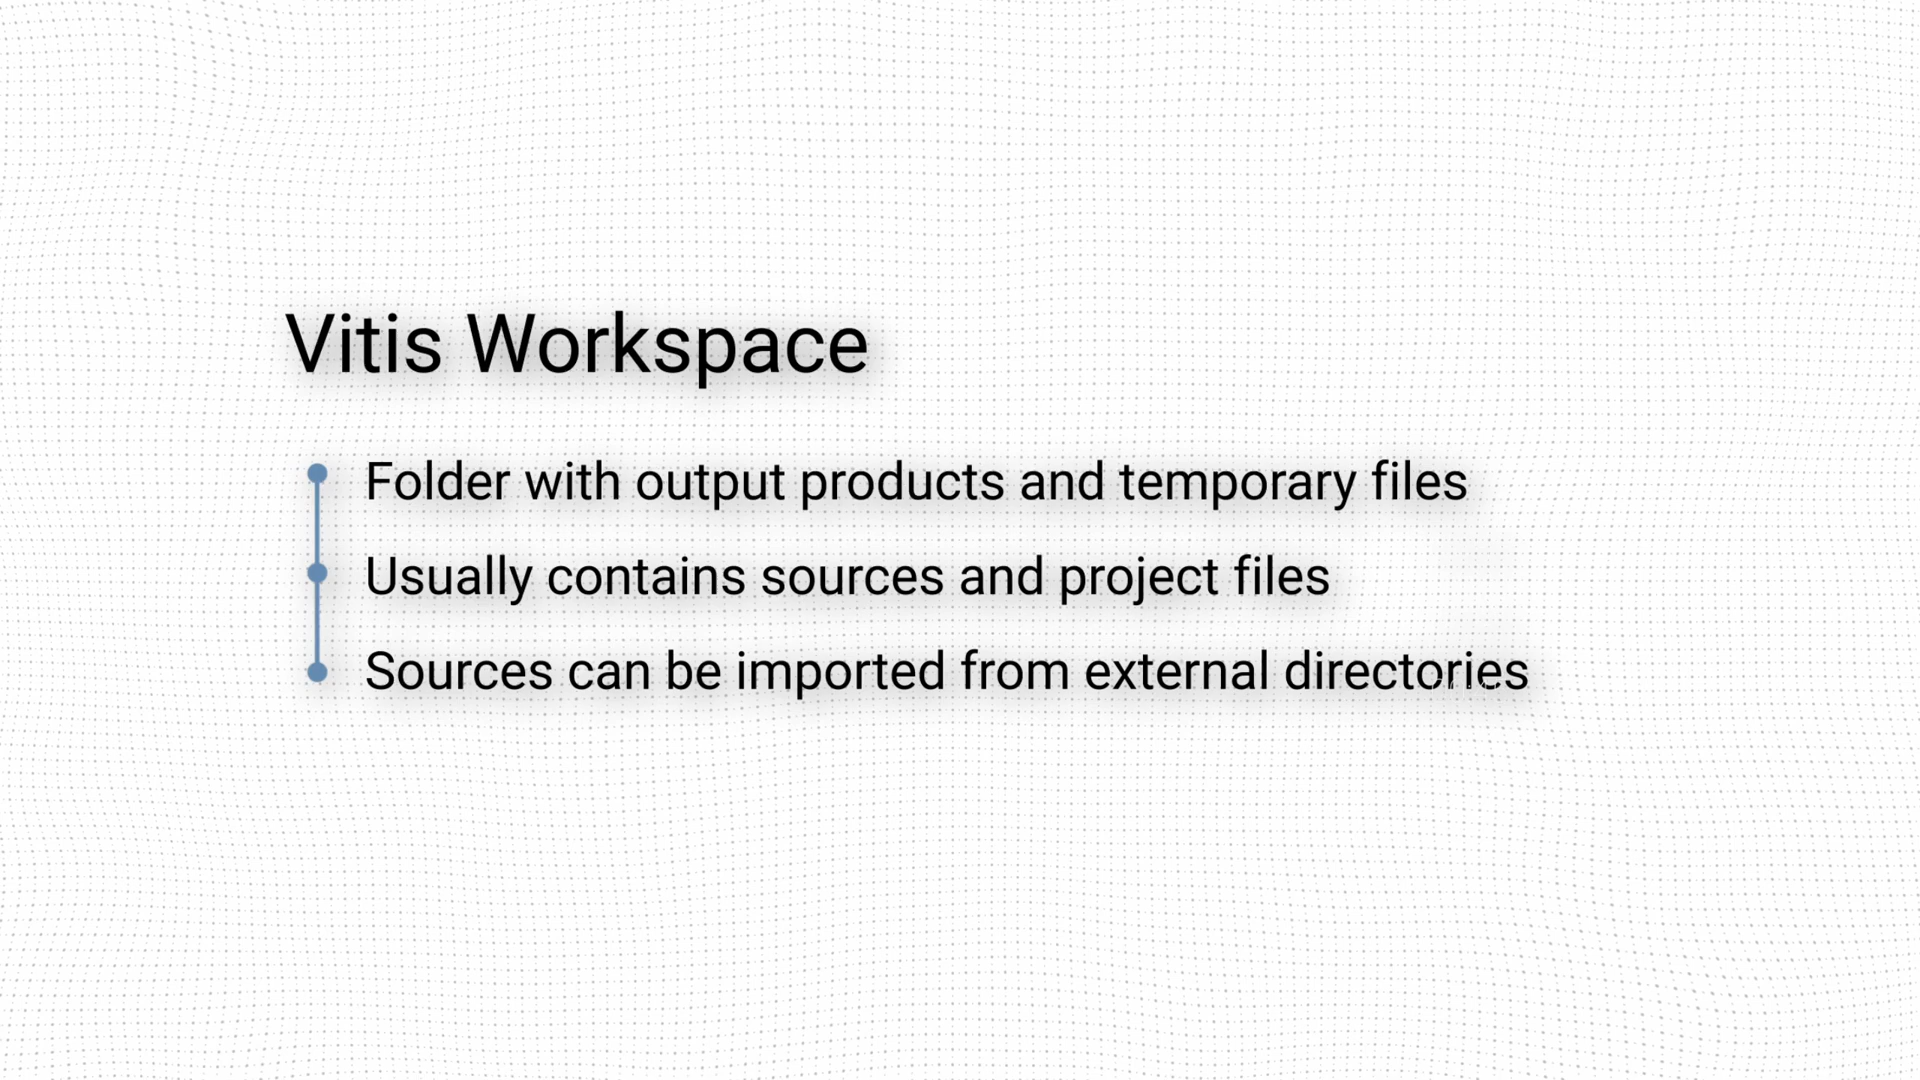 Vitis Workspace
Folder with output products and temporary files
Usually contains sources and project files
Sources can be imported from external directories